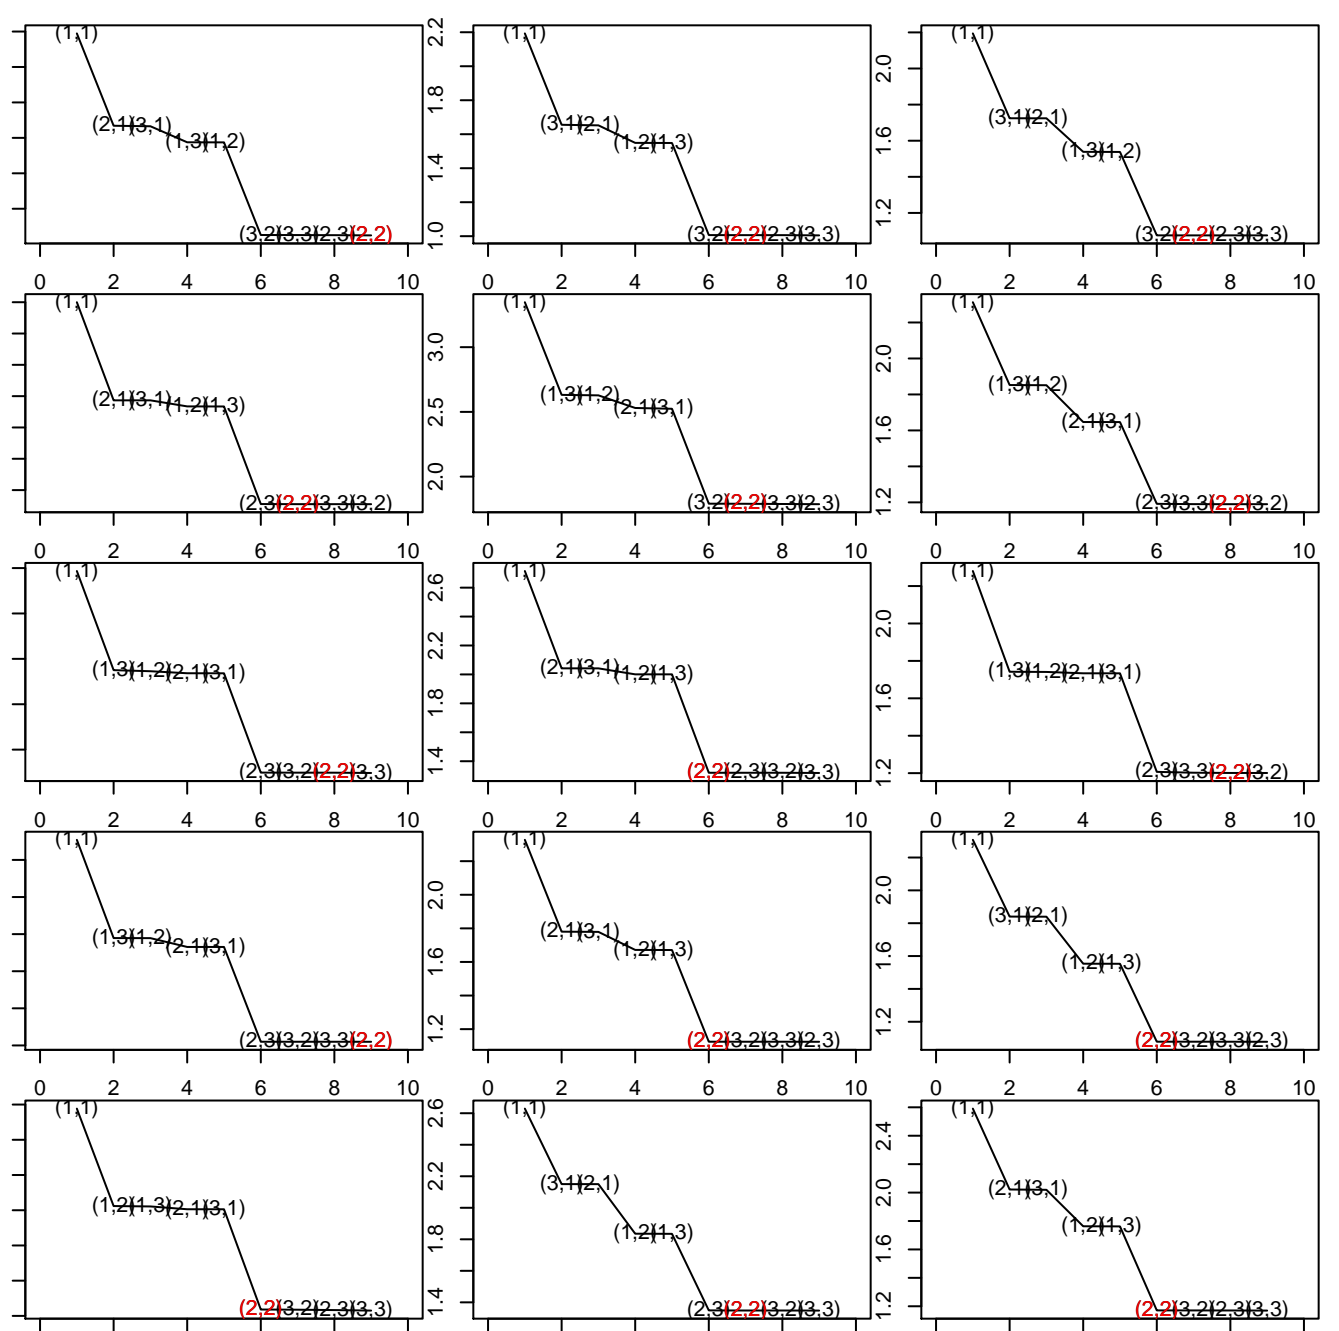 (1,1) 2.2 (1,1) (1,1)
2.0
1.8
(2,1) (3,1) (3,1) (2,1) (3,1) (2,1)
(1,3) (1,2) (1,2) (1,3) 1.6 (1,3) (1,2)
1.4
1.2
(3,2) (3,3) (2,3) (2,2) 1.0 (3,2) (2,2) (2,3) (3,3) (3,2) (2,2) (2,3) (3,3)
0 2 4 6 8 10 0 2 4 6 8 10 0 2 4 6 8 10
(1,1) (1,1) (1,1)
3.0 2.0
(2,1) (3,1) (1,2) (1,3) (1,3) (1,2) (1,3) (1,2)
2.5 (2,1) (3,1) 1.6 (2,1) (3,1)
2.0
(2,3) (2,2) (3,3) (3,2) (3,2) (2,2) (3,3) (2,3) 1.2 (2,3) (3,3) (2,2) (3,2)
0 2 4 6 8 10 0 2 4 6 8 10 0 2 4 6 8 10
(1,1) (1,1) (1,1)
2.6
2.0
2.2
(1,3) (1,2) (2,1) (3,1) (2,1) (3,1) (1,2) (1,3) (1,3) (1,2) (2,1) (3,1)
1.8 1.6
1.4
(2,3) (3,2) (2,2) (3,3) (2,2) (2,3) (3,2) (3,3) 1.2 (2,3) (3,3) (2,2) (3,2)
0 2 4 6 8 10 0 2 4 6 8 10 0 2 4 6 8 10
(1,1) (1,1) (1,1)
2.0 2.0
(1,3) (1,2) (2,1) (3,1) (2,1) (3,1) (3,1) (2,1)
1.6 (1,2) (1,3) 1.6 (1,2) (1,3)
1.2 1.2
(2,3) (3,2) (3,3) (2,2) (2,2) (3,2) (3,3) (2,3) (2,2) (3,2) (3,3) (2,3)
0 2 4 6 8 10 0 2 4 6 8 10 0 2 4 6 8 10
(1,1) 2.6 (1,1) (1,1)
2.4
2.2 (3,1) (2,1) 2.0 (2,1) (3,1)
(1,2) (1,3) (2,1) (3,1) 1.8 (1,2) (1,3) (1,2) (1,3)
1.6
1.4 1.2
(2,2) (3,2) (2,3) (3,3) (2,3) (2,2) (3,2) (3,3) (2,2) (3,2) (2,3) (3,3)